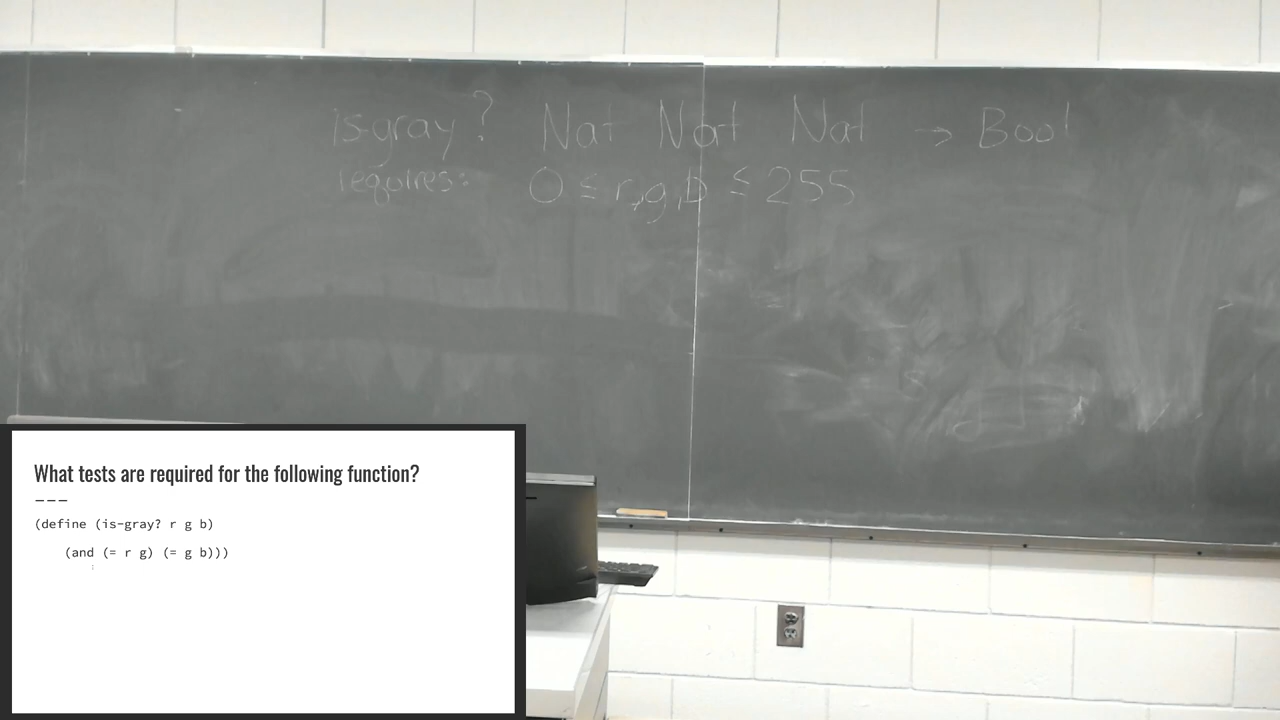 is-gray? Nat Nat Nat → Bool
requires: 0 ≤ r,g,b ≤ 255
What tests are required for the following function?
(define (is-gray? r g b)
(and (= r g) (= g b)))